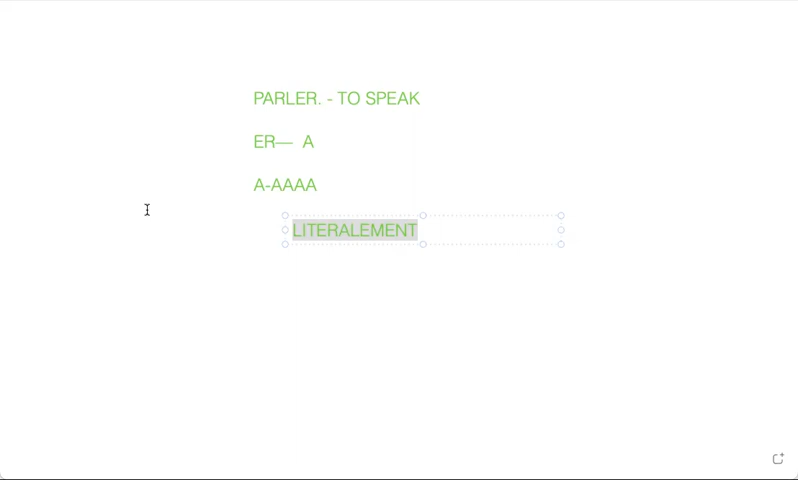 PARLER. - TO SPEAK
ER— A
A-AAAA
LITERALEMENT